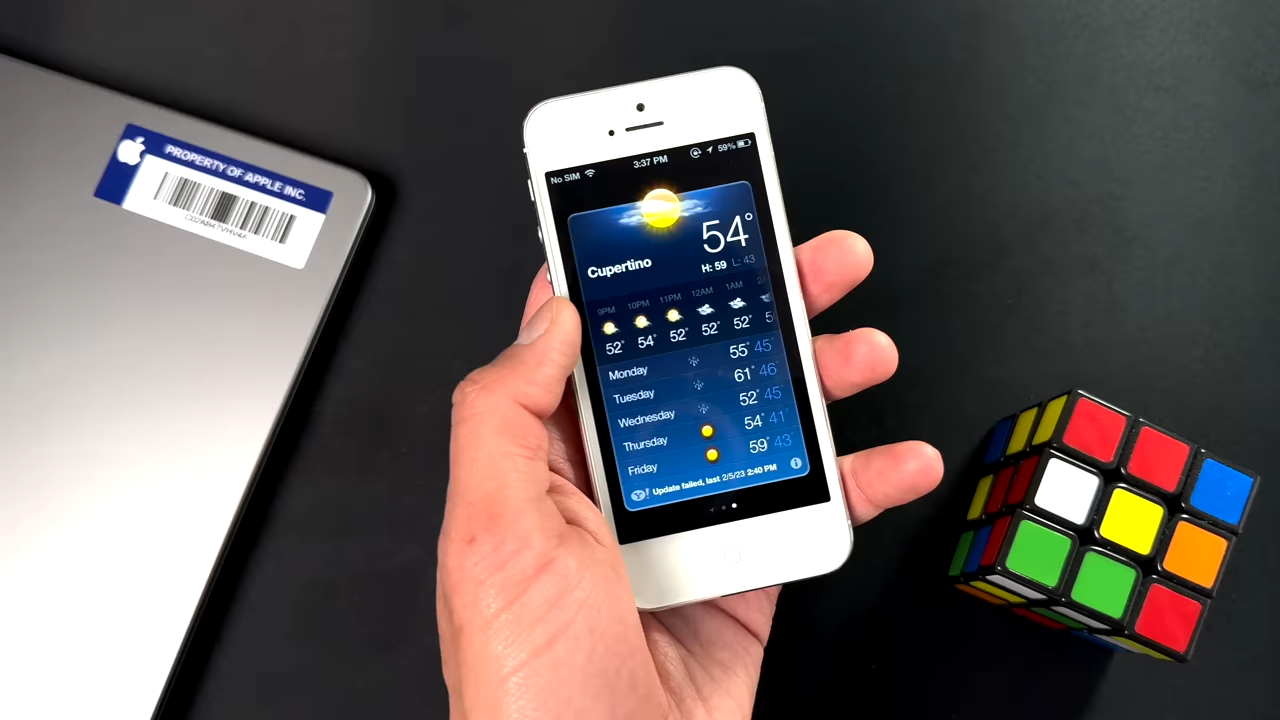 PROPERTY OF APPLE INC.
No SIM 3:37 PM 59%
54°
Cupertino
H: 59 L: 43
9PM 10PM 11PM 12AM 1AM
52° 54° 52° 52° 52°
Monday 55° 45°
Tuesday 61° 46°
Wednesday 52° 45°
Thursday 54° 41°
Friday 59° 43°
Y! Update failed, last 2/5/23 2:40 PM i